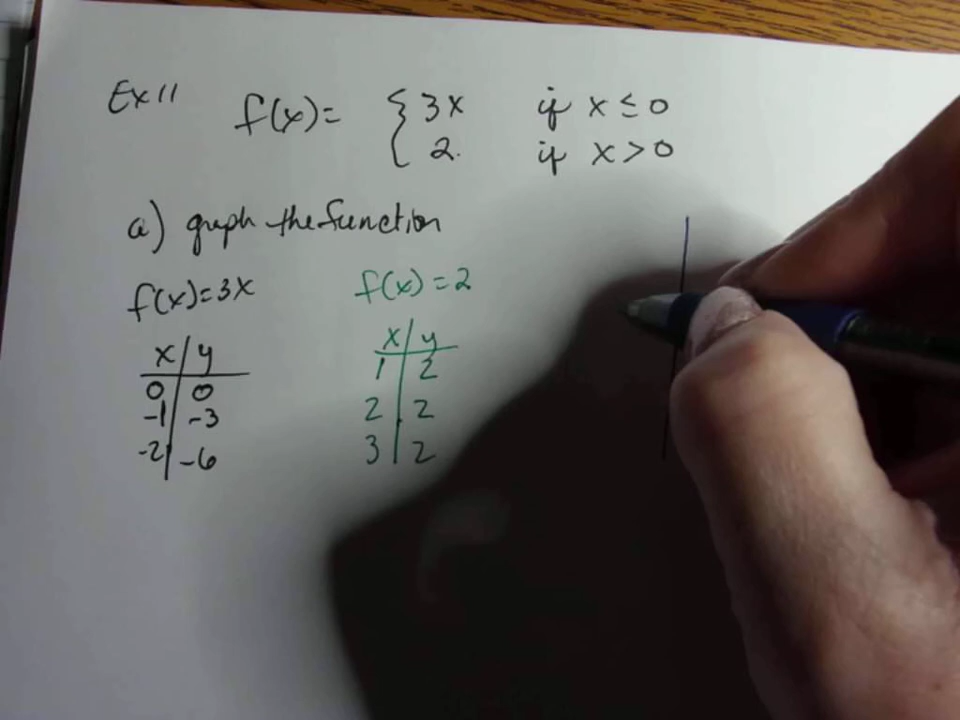 Ex 11 f(x) = { 3x if x ≤ 0
2. if x > 0
a) graph the function
f(x) = 3x f(x) = 2
x y x y
0 0 1 2
-1 -3 2 2
-2 -6 3 2